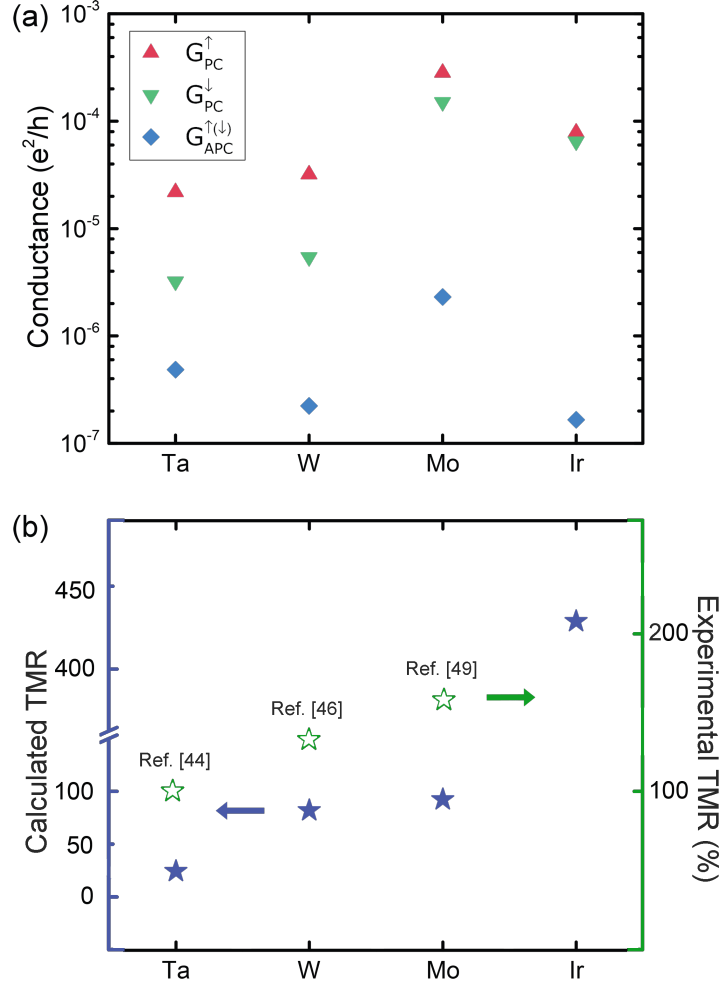 (a)
10⁻³
10⁻⁴
10⁻⁵
10⁻⁶
10⁻⁷
Conductance (e²/h)
G↑PC
G↓PC
G↑(↓)APC
Ta W Mo Ir
(b)
450
400
100
50
0
Calculated TMR
Ref. [44]
Ref. [46]
Ref. [49]
200
100
Experimental TMR (%)
Ta W Mo Ir